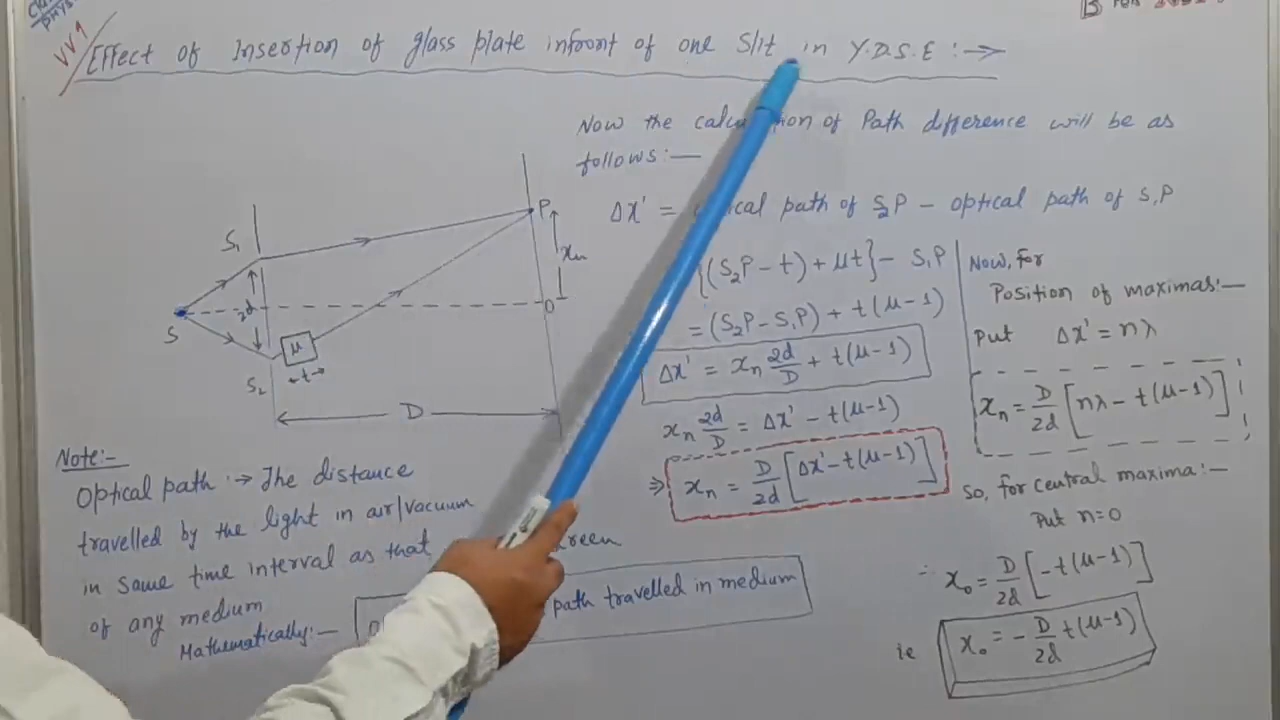 VV1
Effect of Insertion of glass plate infront of one Slit in Y.D.S.E :→
Now the calculation of Path difference will be as
follows:—
Δx' = optical path of S₂P – optical path of S₁P
{(S₂P – t) + μt} – S₁P
= (S₂P – S₁P) + t(μ–1)
Δx' = xₙ 2d/D + t(μ–1)
xₙ 2d/D = Δx' – t(μ–1)
⇒ xₙ = D/2d [Δx' – t(μ–1)]
Now, for
Position of maximas:—
Put Δx' = nλ
xₙ = D/2d [nλ – t(μ–1)]
So, for central maxima:—
Put n=0
∴ x₀ = D/2d [–t(μ–1)]
ie x₀ = – D/2d t(μ–1)
S
S₁
S₂
2d
μ
←t→
P
xₙ
O
D
Note:–
Optical path :→ The distance
travelled by the light in air/vacuum
in same time interval as that
of any medium
Mathematically:—
path travelled in medium